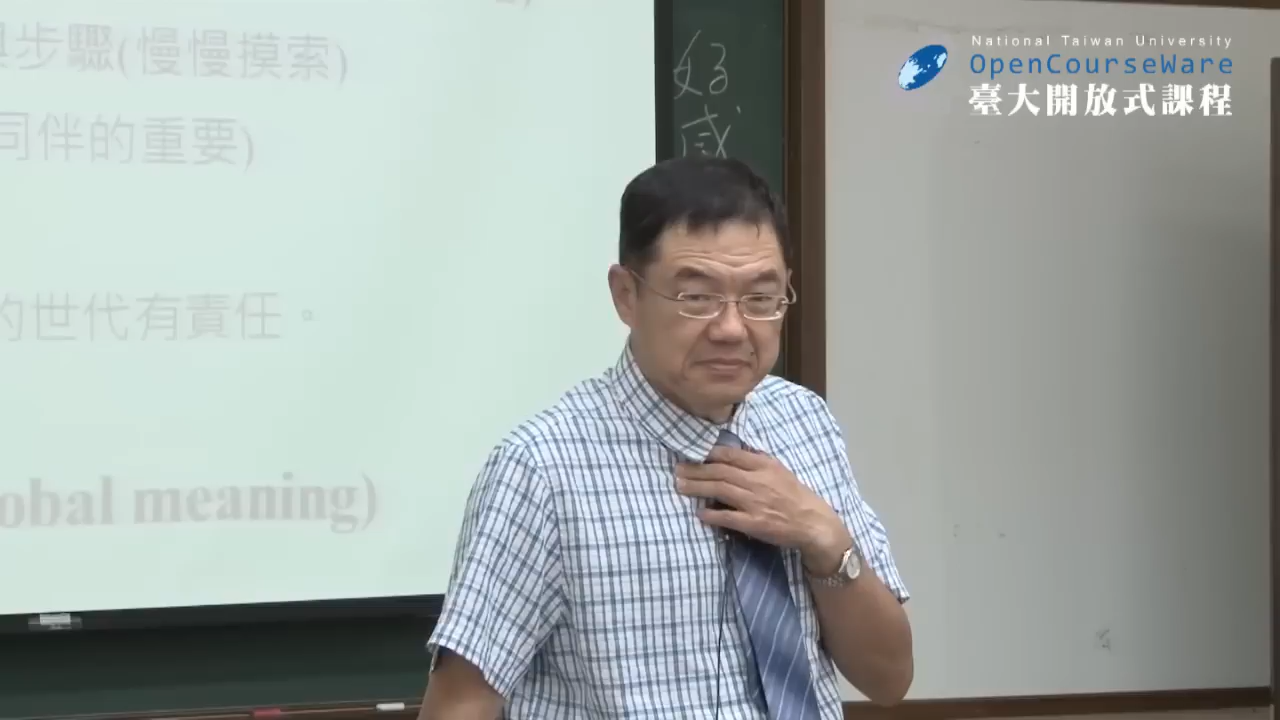 步驟(慢慢摸索)
同伴的重要)
的世代有責任。
obal meaning)
好
感
National Taiwan University
OpenCourseWare
臺大開放式課程